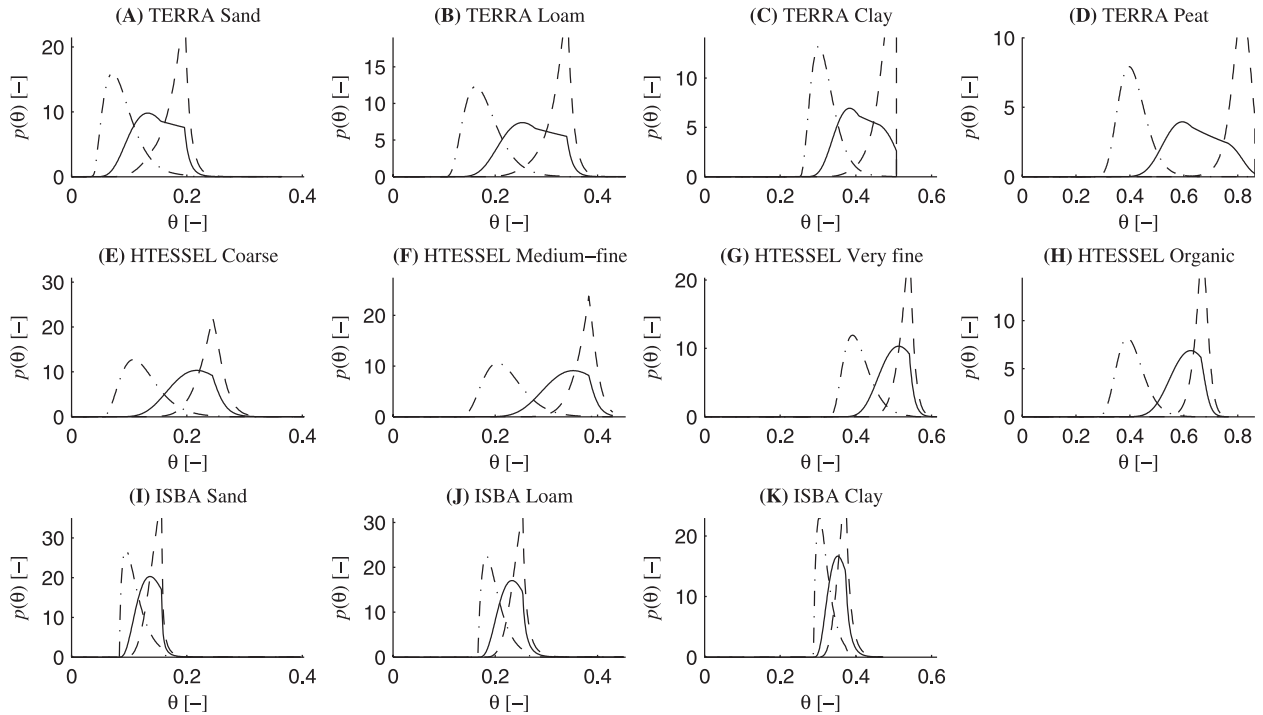 (A) TERRA Sand
p(θ) [−]
20
10
0
0 0.2 0.4
θ [−]
(B) TERRA Loam
p(θ) [−]
15
10
5
0
0 0.2 0.4
θ [−]
(C) TERRA Clay
p(θ) [−]
10
5
0
0 0.2 0.4 0.6
θ [−]
(D) TERRA Peat
p(θ) [−]
10
5
0
0 0.2 0.4 0.6 0.8
θ [−]
(E) HTESSEL Coarse
p(θ) [−]
30
20
10
0
0 0.2 0.4
θ [−]
(F) HTESSEL Medium−fine
p(θ) [−]
20
10
0
0 0.2 0.4
θ [−]
(G) HTESSEL Very fine
p(θ) [−]
20
10
0
0 0.2 0.4 0.6
θ [−]
(H) HTESSEL Organic
p(θ) [−]
10
5
0
0 0.2 0.4 0.6 0.8
θ [−]
(I) ISBA Sand
p(θ) [−]
30
20
10
0
0 0.2 0.4
θ [−]
(J) ISBA Loam
p(θ) [−]
30
20
10
0
0 0.2 0.4
θ [−]
(K) ISBA Clay
p(θ) [−]
20
10
0
0 0.2 0.4 0.6
θ [−]